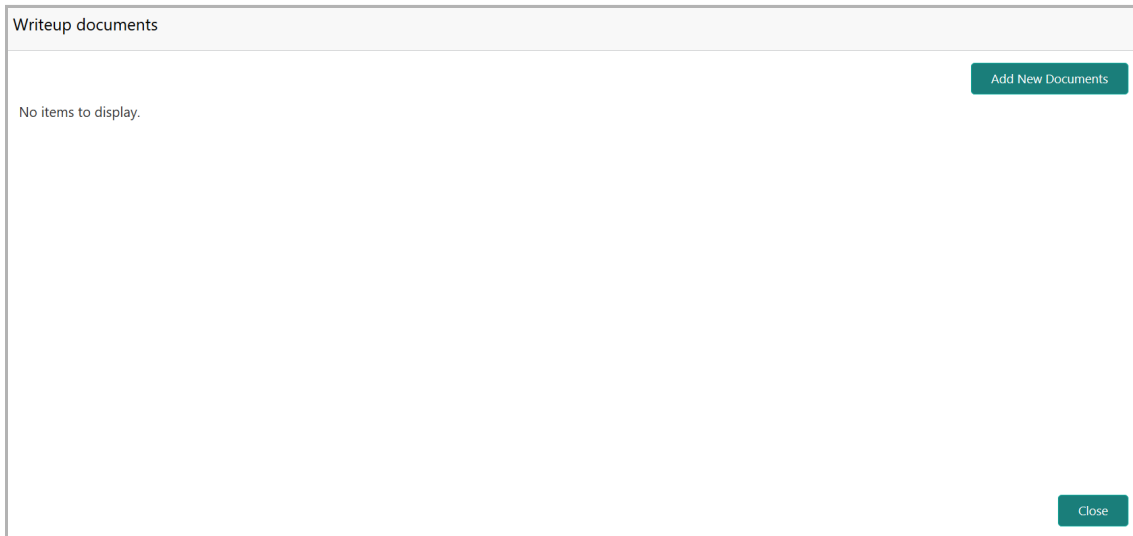 Writeup documents
Add New Documents
No items to display.
Close